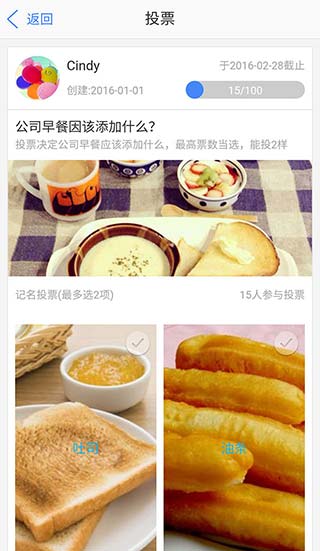 返回
投票
Cindy
于2016-02-28截止
创建:2016-01-01
15/100
公司早餐因该添加什么?
投票决定公司早餐应该添加什么，最高票数当选，能投2样
记名投票(最多选2项)
15人参与投票
吐司
油条